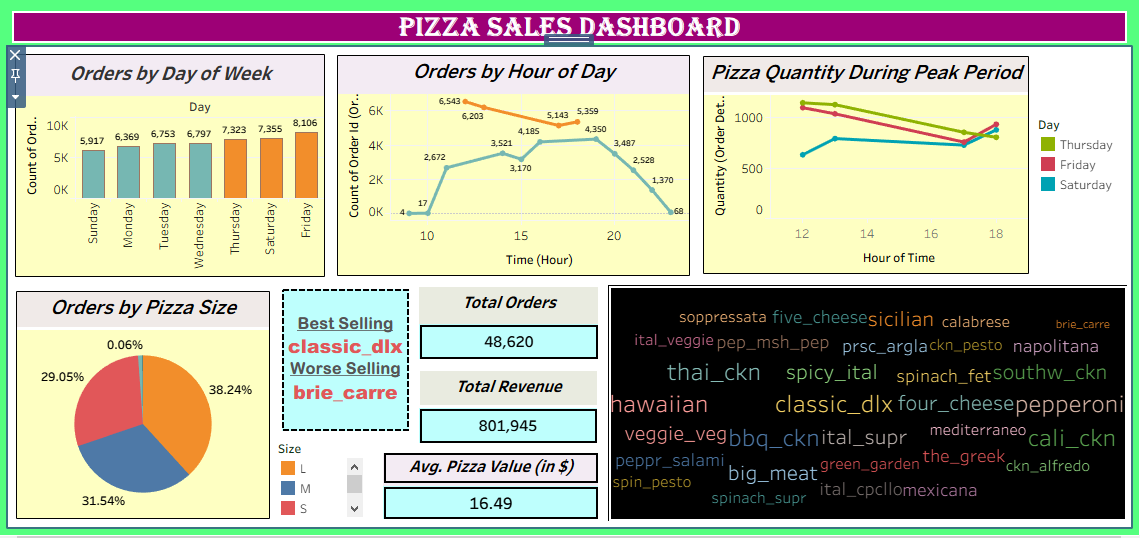 PIZZA SALES DASHBOARD
Orders by Day of Week
Day
Count of Ord..
10K
5K
0K
5,917
6,369
6,753
6,797
7,323
7,355
8,106
Sunday
Monday
Tuesday
Wednesday
Thursday
Saturday
Friday
Orders by Hour of Day
Count of Order Id (Or..
6K
4K
2K
0K
6,543
6,203
5,143
5,359
4
17
2,672
3,521
3,170
4,185
4,350
3,487
2,528
1,370
68
10
15
20
Time (Hour)
Pizza Quantity During Peak Period
Quantity (Order Det..
1000
500
0
12
14
16
18
Hour of Time
Day
Thursday
Friday
Saturday
Orders by Pizza Size
0.06%
29.05%
38.24%
31.54%
Best Selling
classic_dlx
Worse Selling
brie_carre
Size
L
M
S
Total Orders
48,620
Total Revenue
801,945
Avg. Pizza Value (in $)
16.49
soppressata five_cheese sicilian calabrese brie_carre
ital_veggie pep_msh_pep prsc_argla ckn_pesto napolitana
thai_ckn spicy_ital spinach_fet southw_ckn
hawaiian classic_dlx four_cheese pepperoni
veggie_veg bbq_ckn ital_supr mediterraneo cali_ckn
peppr_salami big_meat green_garden the_greek ckn_alfredo
spin_pesto spinach_supr ital_cpcllo mexicana